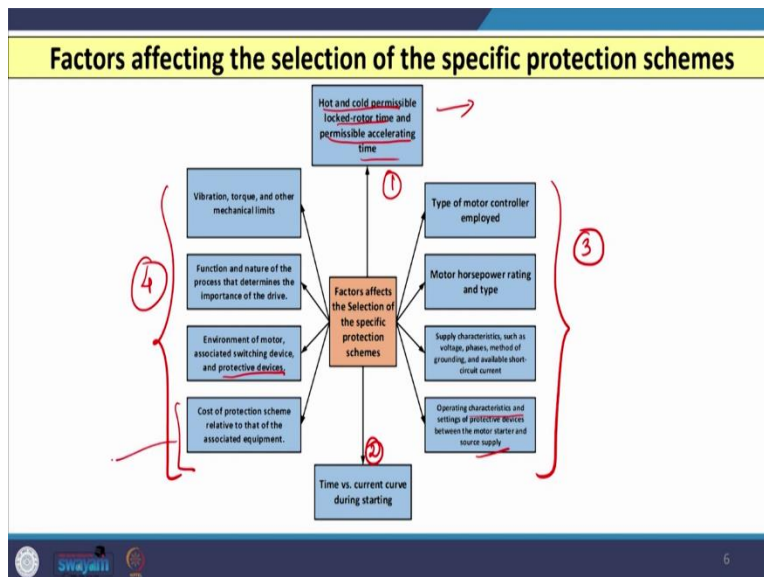 Factors affecting the selection of the specific protection schemes
Hot and cold permissible
locked-rotor time and
permissible accelerating
time
1
Vibration, torque, and other
mechanical limits
Type of motor controller
employed
3
4
Function and nature of the
process that determines the
importance of the drive.
Factors affects
the Selection of
the specific
protection
schemes
Motor horsepower rating
and type
Environment of motor,
associated switching device,
and protective devices.
Supply characteristics, such as
voltage, phases, method of
grounding, and available short-
circuit current
Cost of protection scheme
relative to that of the
associated equipment.
Operating characteristics and
settings of protective devices
between the motor starter and
source supply
2
Time vs. current curve
during starting
swayam
6